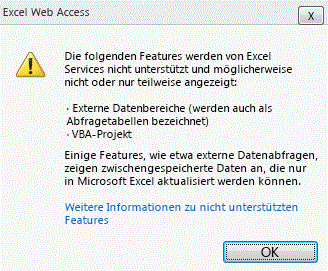 Excel Web Access
X
Die folgenden Features werden von Excel
Services nicht unterstützt und möglicherweise
nicht oder nur teilweise angezeigt:
· Externe Datenbereiche (werden auch als
Abfragetabellen bezeichnet)
· VBA-Projekt
Einige Features, wie etwa externe Datenabfragen,
zeigen zwischengespeicherte Daten an, die nur
in Microsoft Excel aktualisiert werden können.
Weitere Informationen zu nicht unterstützten
Features
OK